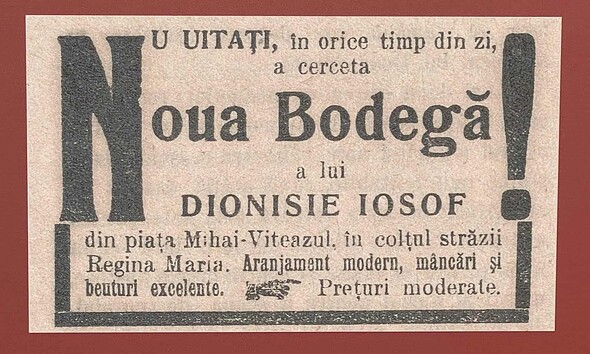 NU UITAȚI, în orice timp din zi,
a cerceta
Noua Bodegă!
a lui
DIONISIE IOSOF
din piața Mihai-Viteazul, în colțul străzii
Regina Maria. Aranjament modern, mâncări și
beuturi excelente. Prețuri moderate.